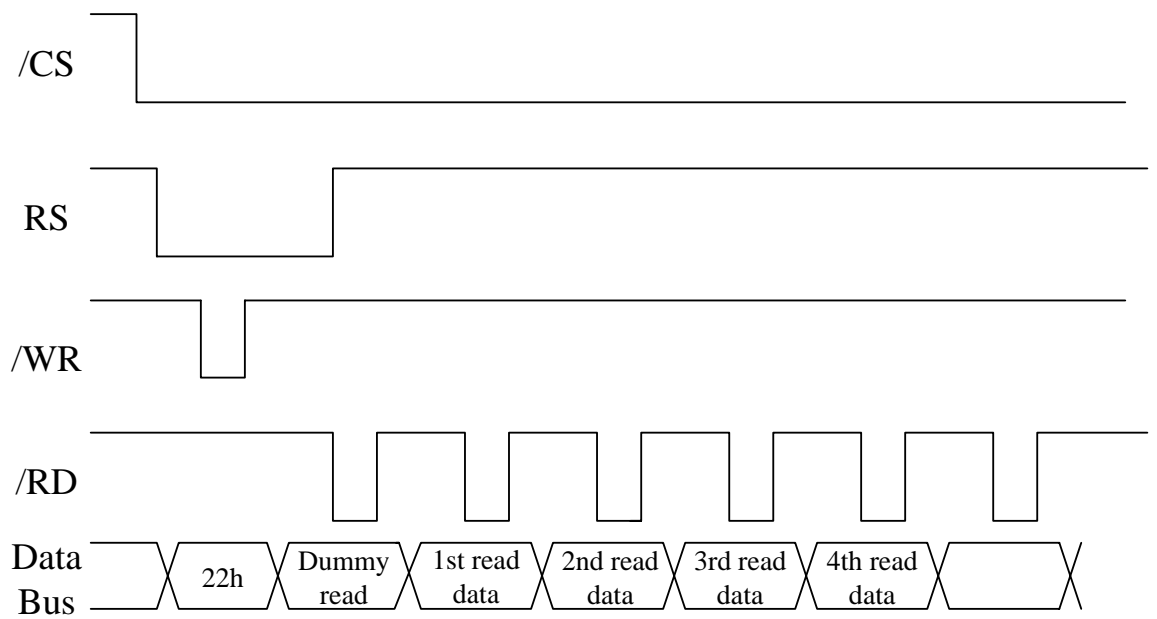 /CS
RS
/WR
/RD
Data
Bus
22h
Dummy
read
1st read
data
2nd read
data
3rd read
data
4th read
data